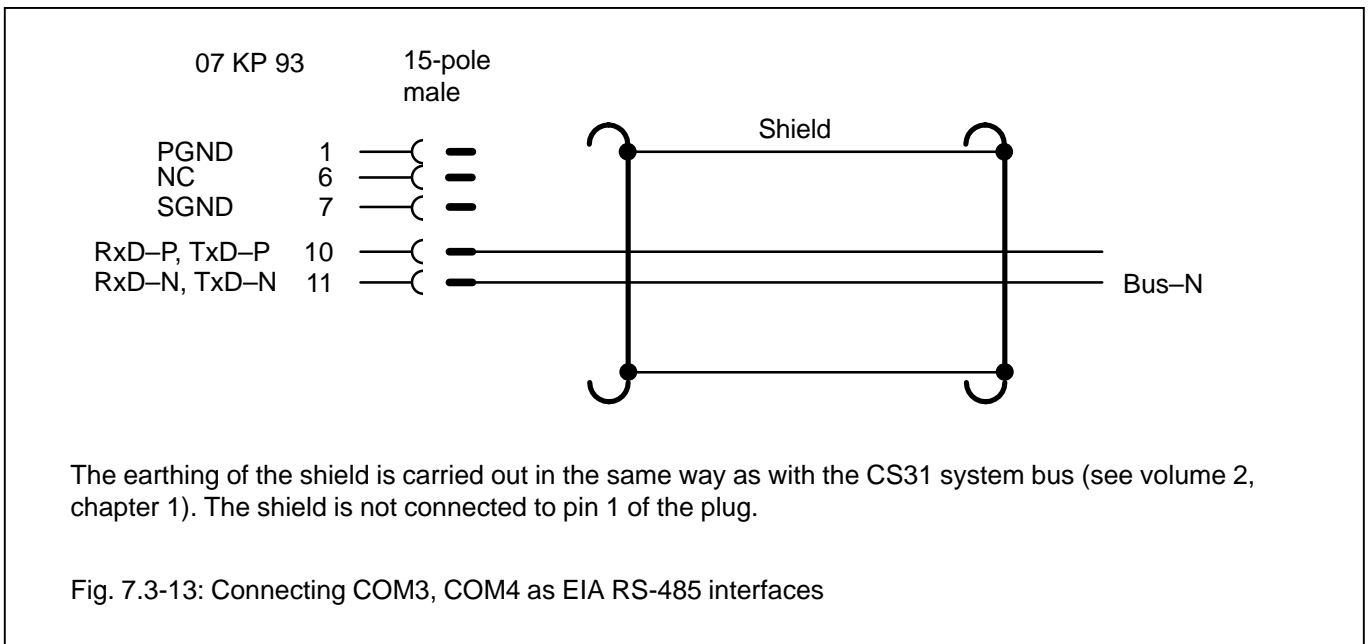 07 KP 93
15-pole
male
Shield
PGND 1
NC 6
SGND 7
RxD–P, TxD–P 10
RxD–N, TxD–N 11
Bus–N
The earthing of the shield is carried out in the same way as with the CS31 system bus (see volume 2,
chapter 1). The shield is not connected to pin 1 of the plug.
Fig. 7.3-13: Connecting COM3, COM4 as EIA RS-485 interfaces